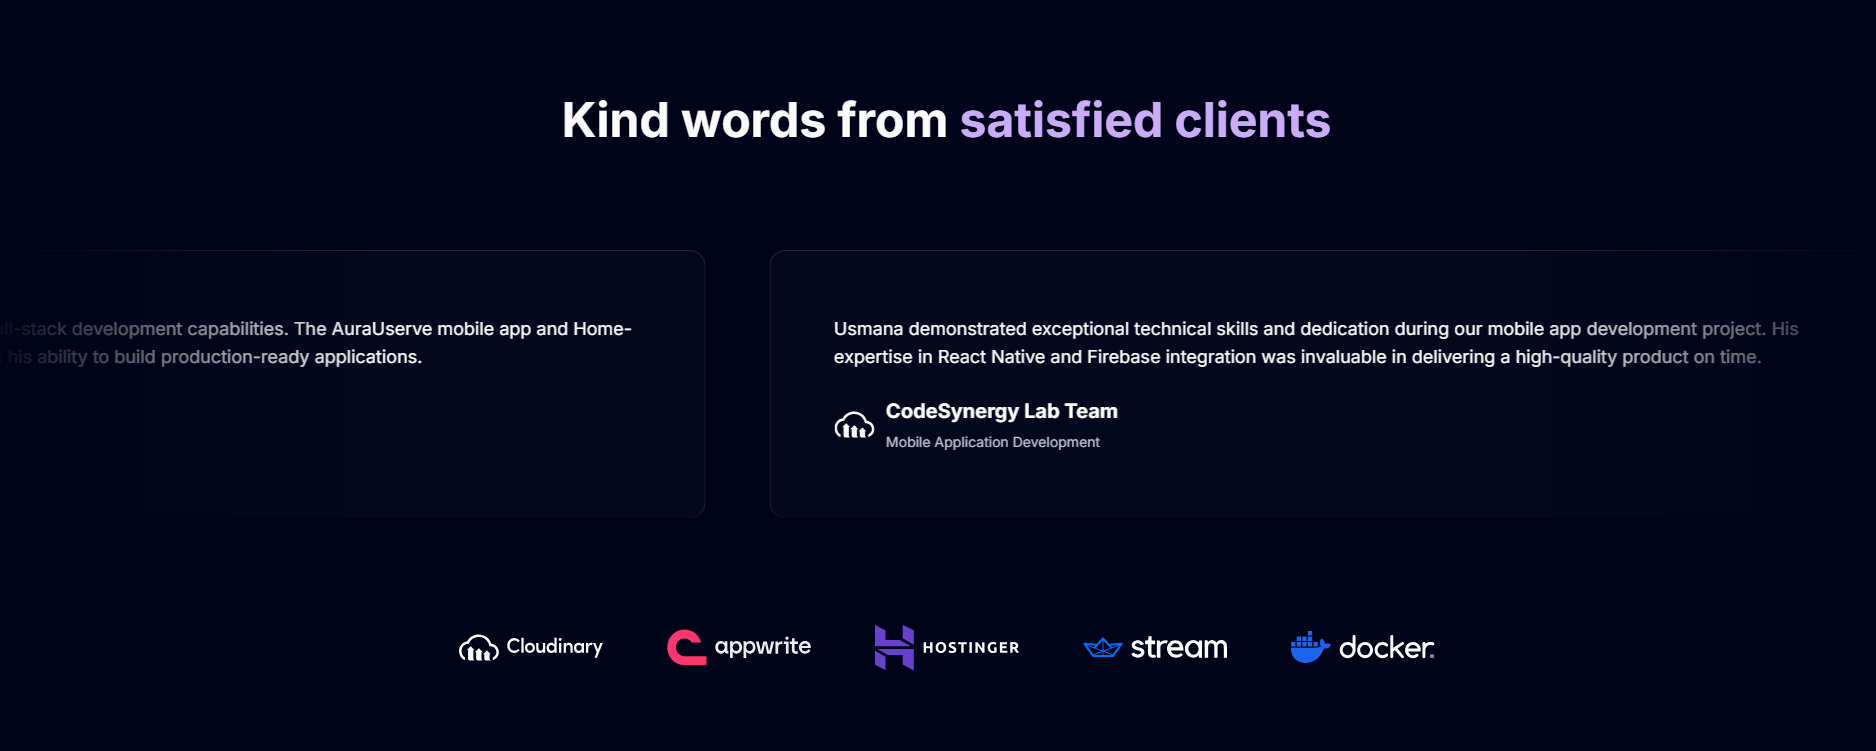 Kind words from satisfied clients
ll-stack development capabilities. The AuraUserve mobile app and Home-
his ability to build production-ready applications.
Usmana demonstrated exceptional technical skills and dedication during our mobile app development project. His
expertise in React Native and Firebase integration was invaluable in delivering a high-quality product on time.
CodeSynergy Lab Team
Mobile Application Development
Cloudinary
appwrite
HOSTINGER
stream
docker